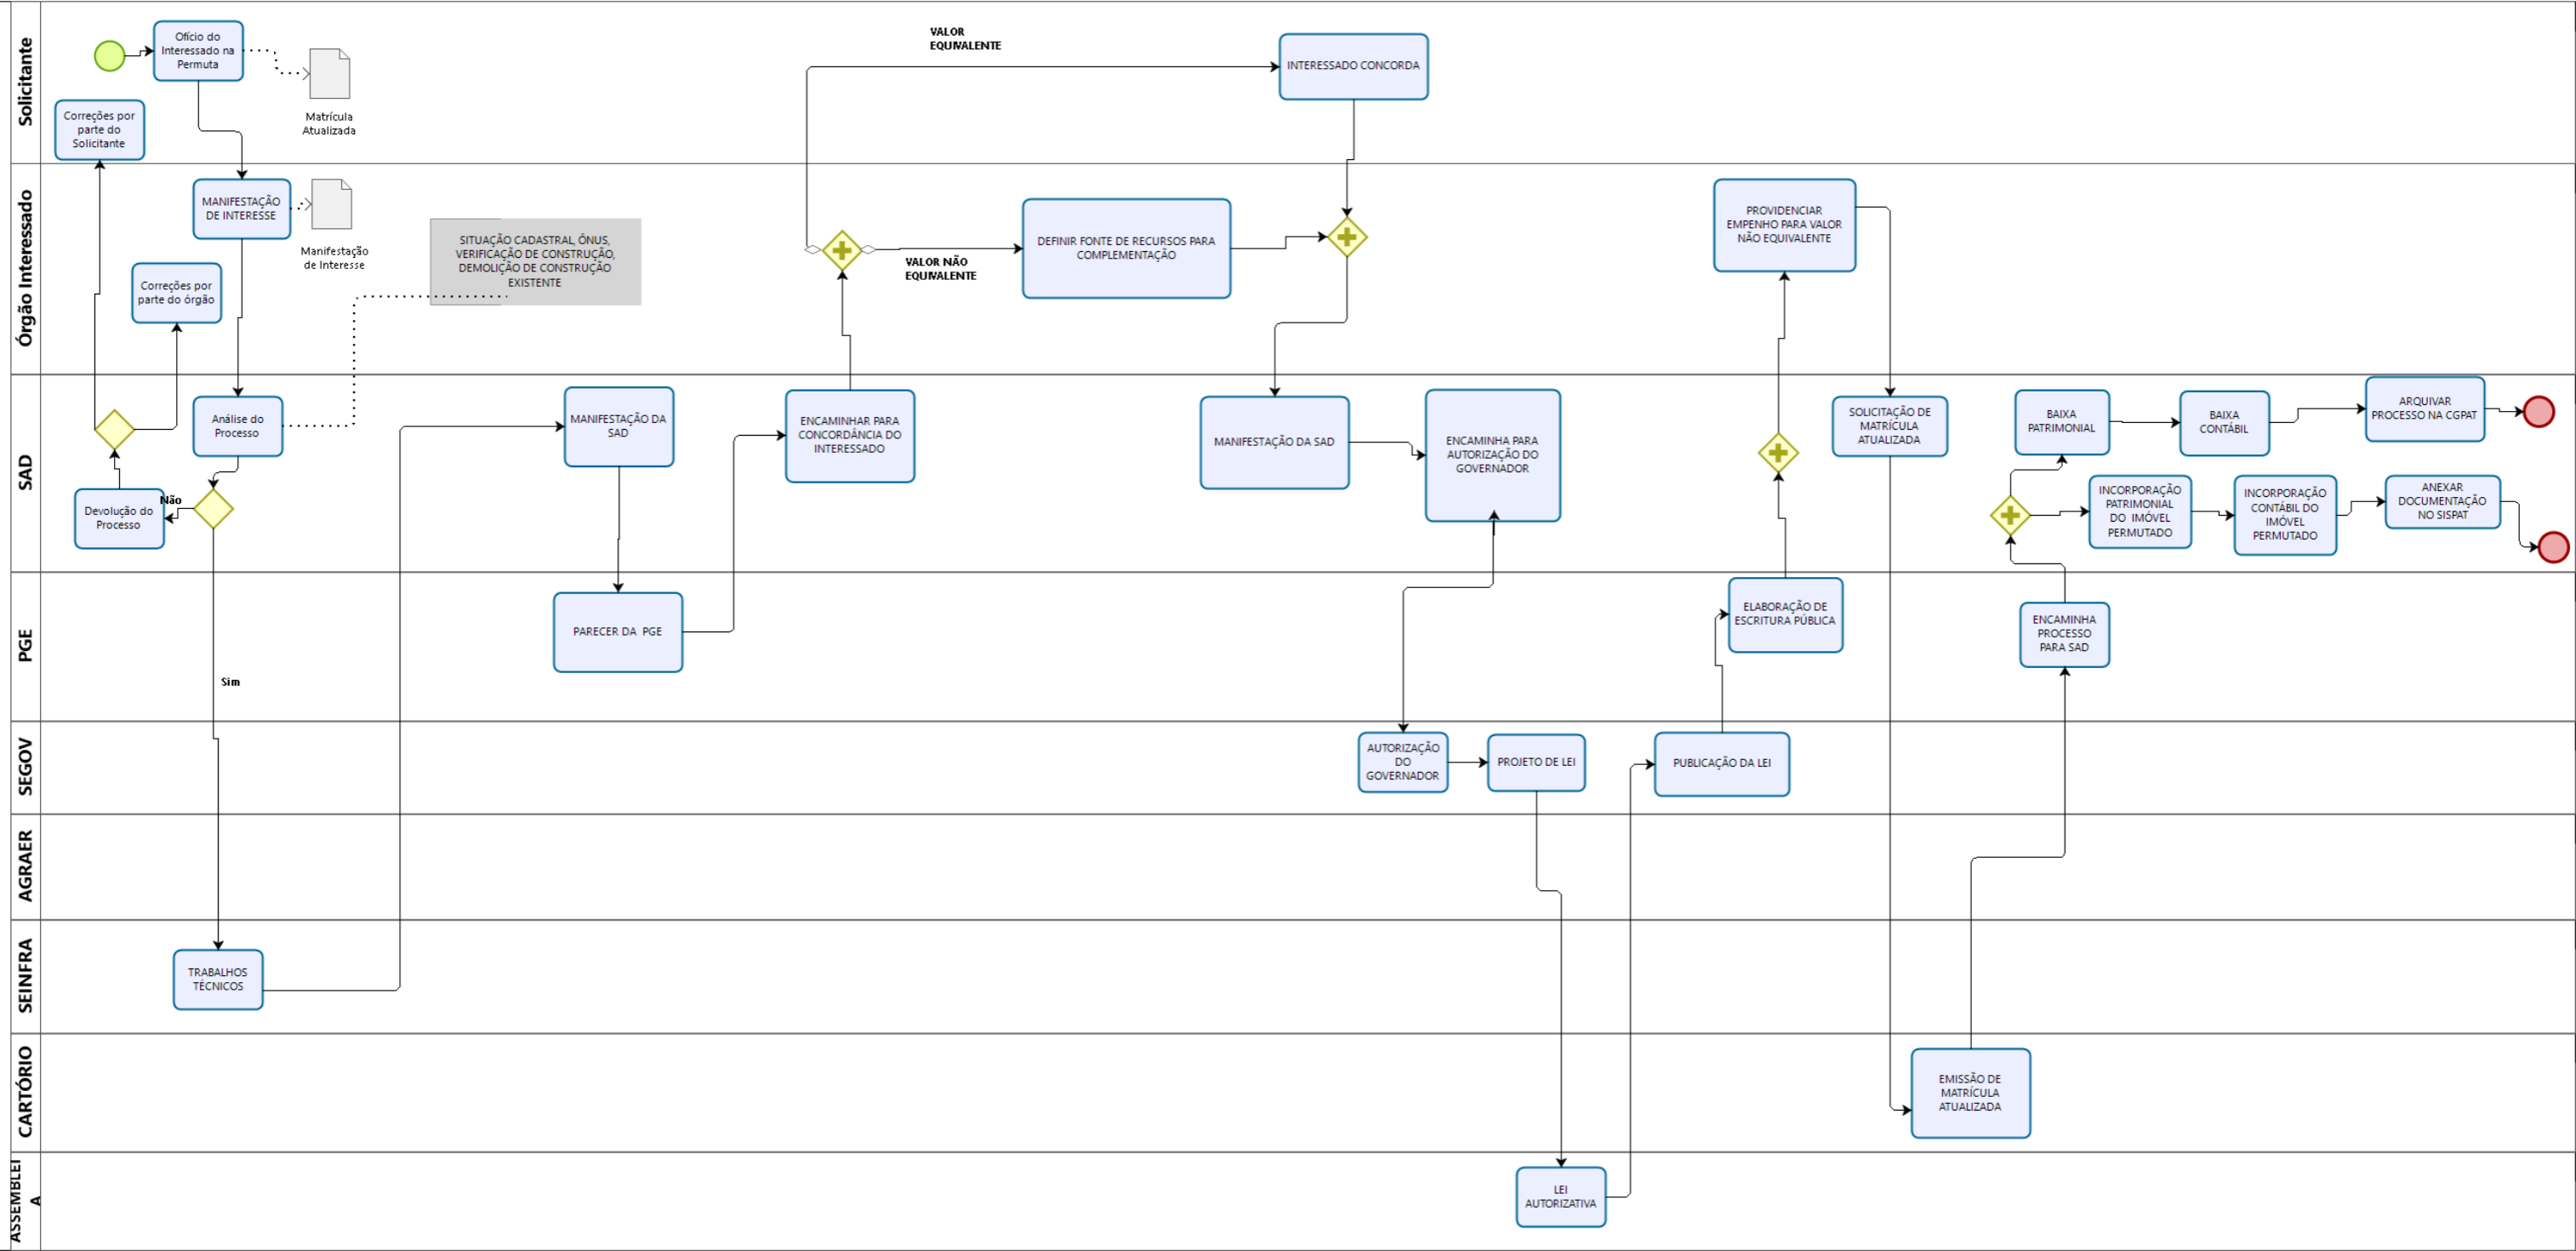 Solicitante
Ofício do
Interessado na
Permuta
Matrícula
Atualizada
Correções por
parte do
Solicitante
VALOR
EQUIVALENTE
INTERESSADO CONCORDA
Órgão Interessado
MANIFESTAÇÃO
DE INTERESSE
Manifestação
de Interesse
Correções por
parte do órgão
SITUAÇÃO CADASTRAL, ÔNUS,
VERIFICAÇÃO DE CONSTRUÇÃO,
DEMOLIÇÃO DE CONSTRUÇÃO
EXISTENTE
VALOR NÃO
EQUIVALENTE
DEFINIR FONTE DE RECURSOS PARA
COMPLEMENTAÇÃO
PROVIDENCIAR
EMPENHO PARA VALOR
NÃO EQUIVALENTE
SAD
Análise do
Processo
Não
Devolução do
Processo
MANIFESTAÇÃO DA
SAD
ENCAMINHAR PARA
CONCORDÂNCIA DO
INTERESSADO
MANIFESTAÇÃO DA SAD
ENCAMINHA PARA
AUTORIZAÇÃO DO
GOVERNADOR
SOLICITAÇÃO DE
MATRÍCULA
ATUALIZADA
BAIXA
PATRIMONIAL
BAIXA
CONTÁBIL
ARQUIVAR
PROCESSO NA CGPAT
INCORPORAÇÃO
PATRIMONIAL
DO IMÓVEL
PERMUTADO
INCORPORAÇÃO
CONTÁBIL DO
IMÓVEL
PERMUTADO
ANEXAR
DOCUMENTAÇÃO
NO SISPAT
PGE
Sim
PARECER DA PGE
ELABORAÇÃO DE
ESCRITURA PÚBLICA
ENCAMINHA
PROCESSO
PARA SAD
SEGOV
AUTORIZAÇÃO
DO
GOVERNADOR
PROJETO DE LEI
PUBLICAÇÃO DA LEI
AGRAER
SEINFRA
TRABALHOS
TÉCNICOS
CARTÓRIO
EMISSÃO DE
MATRÍCULA
ATUALIZADA
ASSEMBLEI
A
LEI
AUTORIZATIVA